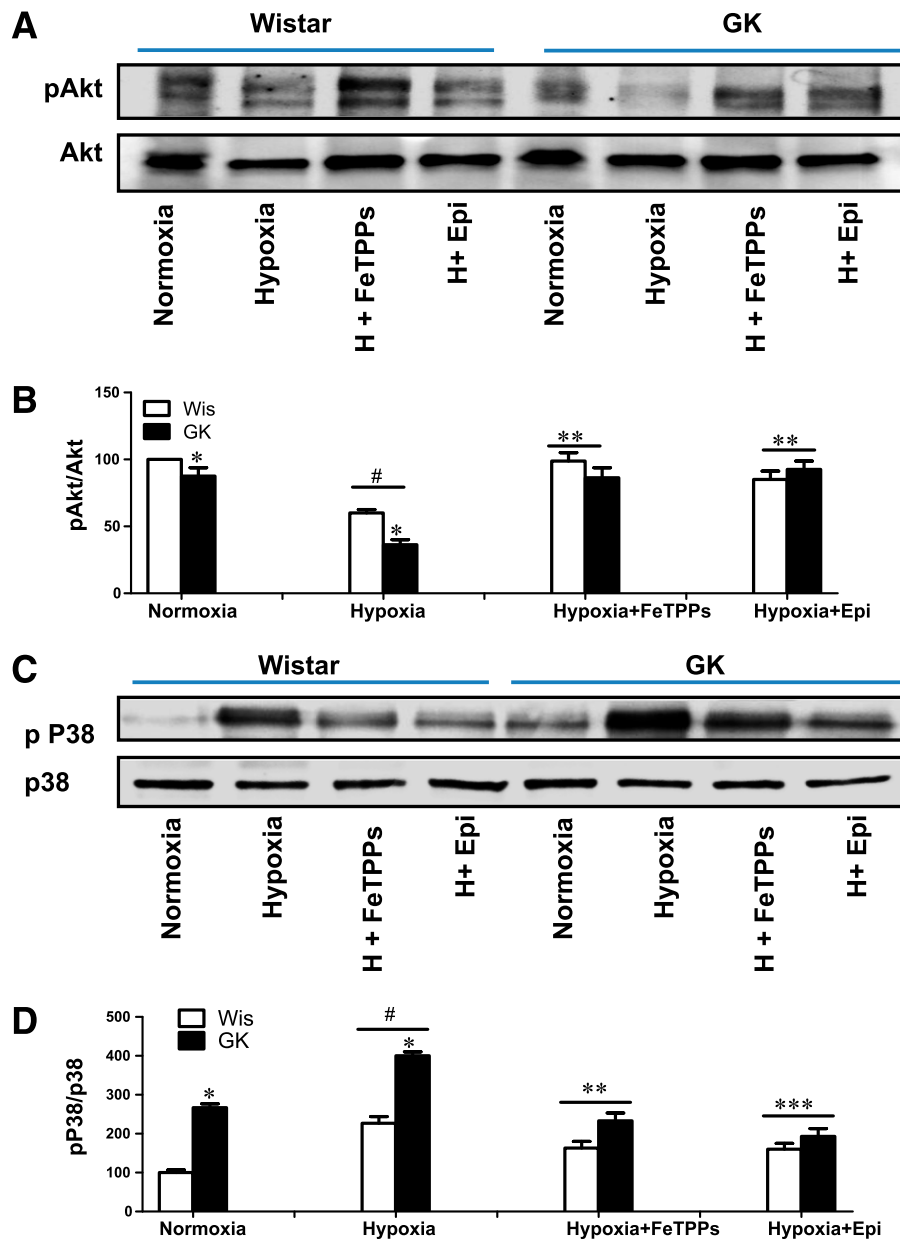 A
Wistar GK
pAkt
Akt
Normoxia Hypoxia H + FeTPPs H+ Epi Normoxia Hypoxia H + FeTPPs H+ Epi
B
pAkt/Akt
150
100
50
0
Wis
GK
* # * ** **
Normoxia Hypoxia Hypoxia+FeTPPs Hypoxia+Epi
C
Wistar GK
p P38
p38
Normoxia Hypoxia H + FeTPPs H+ Epi Normoxia Hypoxia H + FeTPPs H+ Epi
D
pP38/p38
500
400
300
200
100
0
Wis
GK
* # * ** ***
Normoxia Hypoxia Hypoxia+FeTPPs Hypoxia+Epi